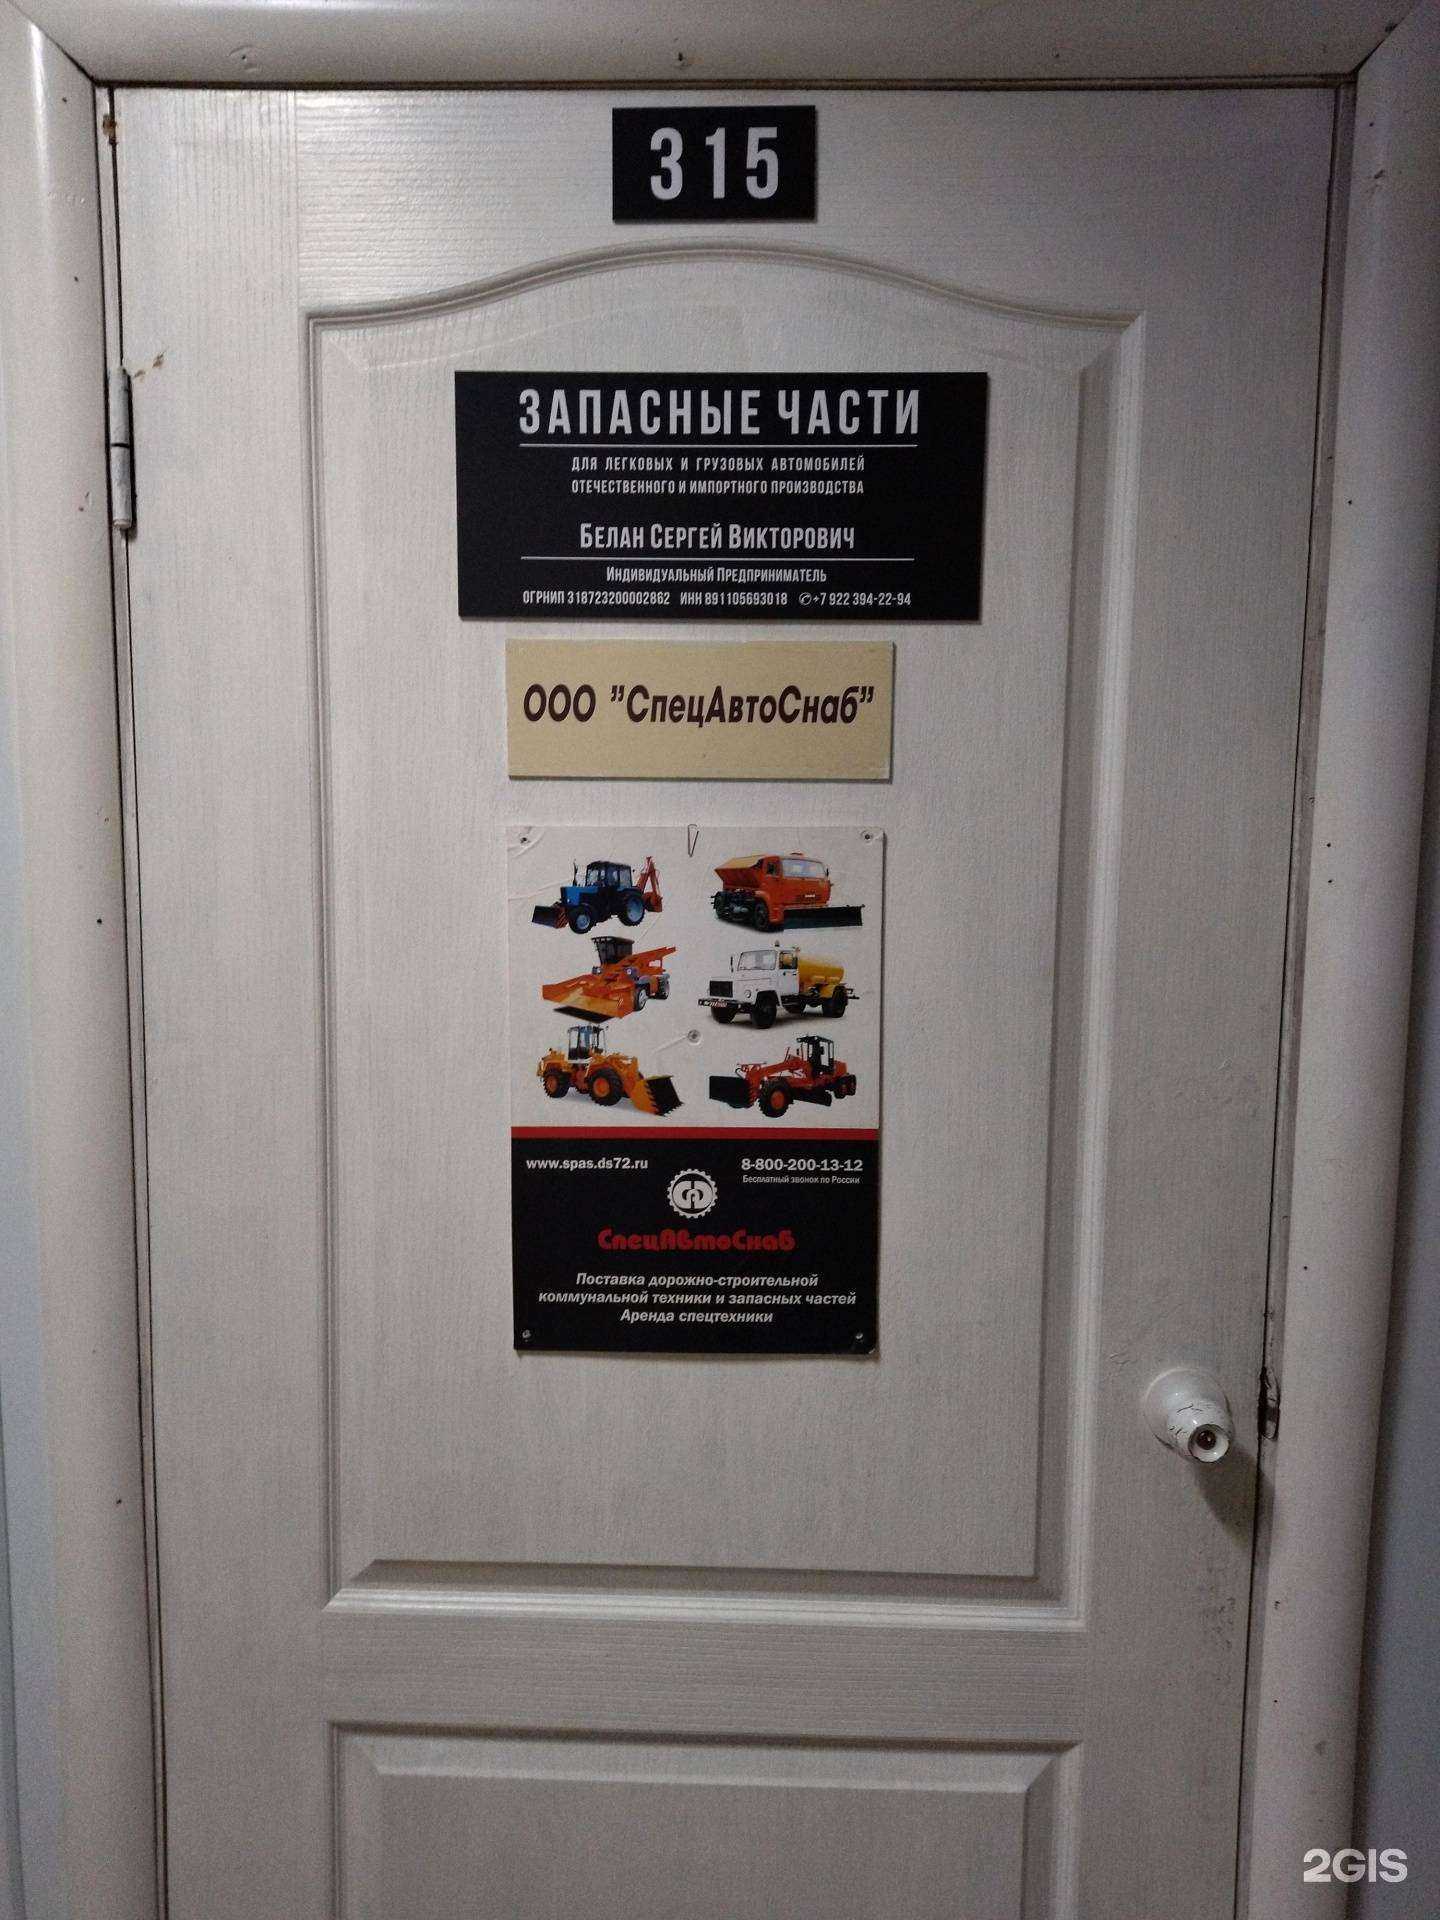 315
ЗАПАСНЫЕ ЧАСТИ
ДЛЯ ЛЕГКОВЫХ И ГРУЗОВЫХ АВТОМОБИЛЕЙ
ОТЕЧЕСТВЕННОГО И ИМПОРТНОГО ПРОИЗВОДСТВА
БЕЛАН СЕРГЕЙ ВИКТОРОВИЧ
ИНДИВИДУАЛЬНЫЙ ПРЕДПРИНИМАТЕЛЬ
ОГРНИП 318723200002862 ИНН 891105693018 ✆+7 922 394-22-94
ООО "СпецАвтоСнаб"
www.spas.ds72.ru 8-800-200-13-12
Бесплатный звонок по России
СпецАвтоСнаб
Поставка дорожно-строительной
коммунальной техники и запасных частей
Аренда спецтехники
2GIS